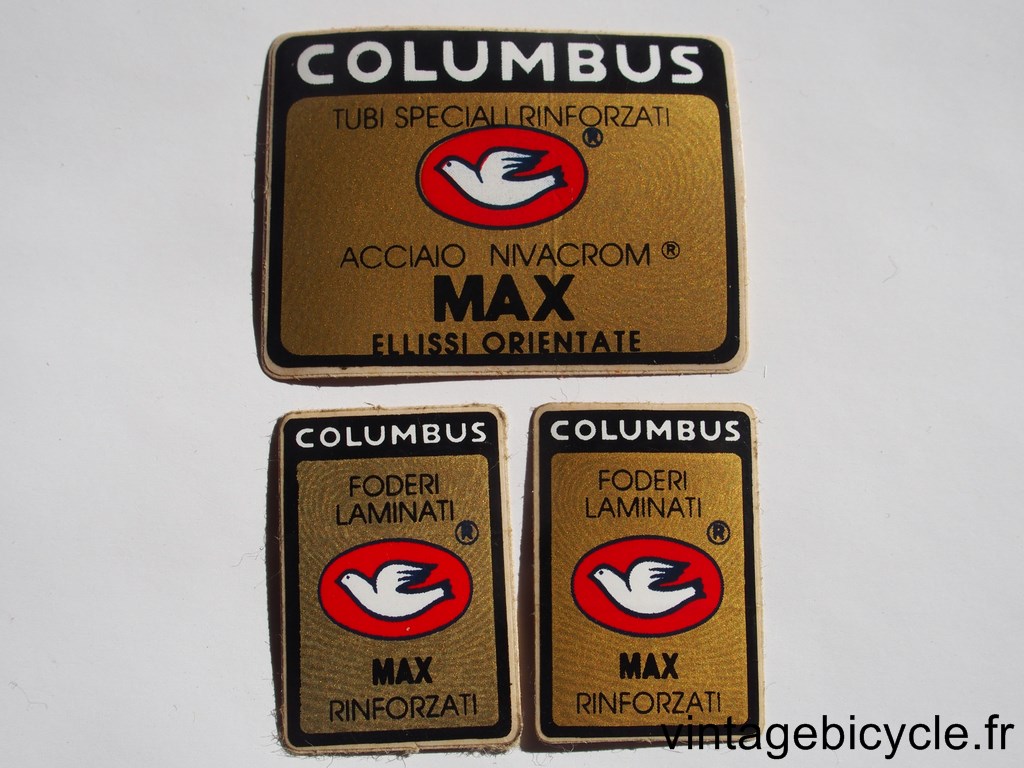 COLUMBUS
TUBI SPECIALI RINFORZATI
®
ACCIAIO NIVACROM ®
MAX
ELLISSI ORIENTATE
COLUMBUS
FODERI
LAMINATI
®
MAX
RINFORZATI
COLUMBUS
FODERI
LAMINATI
®
MAX
RINFORZATI
vintagebicycle.fr